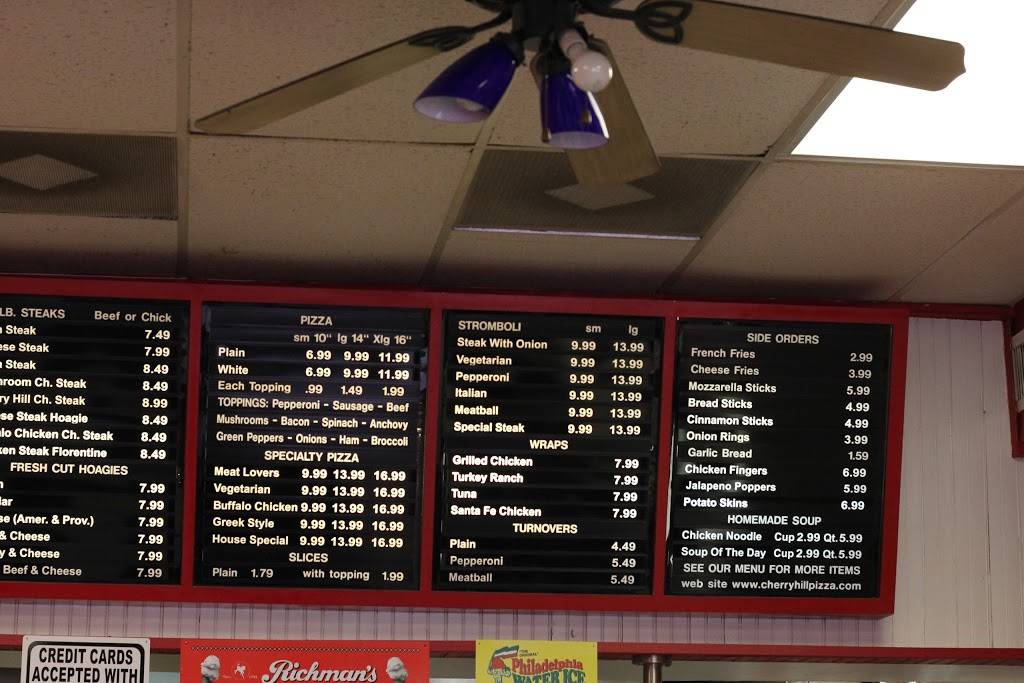 LB. STEAKS Beef or Chick
Steak 7.49
Steak 7.99
Steak 8.49
Ch. Steak 8.49
Hill Ch. Steak 8.99
Steak Hoagie 8.49
Chicken Ch. Steak 8.49
Steak Florentine 8.49
FRESH CUT HOAGIES
7.99
7.99
(Amer. & Prov.) 7.99
& Cheese 7.99
& Cheese 7.99
Beef & Cheese 7.99
PIZZA
sm 10" lg 14" Xlg 16"
Plain 6.99 9.99 11.99
White 6.99 9.99 11.99
Each Topping .99 1.49 1.99
TOPPINGS: Pepperoni - Sausage - Beef
Mushrooms - Bacon - Spinach - Anchovy
Green Peppers - Onions - Ham - Broccoli
SPECIALTY PIZZA
Meat Lovers 9.99 13.99 16.99
Vegetarian 9.99 13.99 16.99
Buffalo Chicken 9.99 13.99 16.99
Greek Style 9.99 13.99 16.99
House Special 9.99 13.99 16.99
SLICES
Plain 1.79 with topping 1.99
STROMBOLI sm lg
Steak With Onion 9.99 13.99
Vegetarian 9.99 13.99
Pepperoni 9.99 13.99
Italian 9.99 13.99
Meatball 9.99 13.99
Special Steak 9.99 13.99
WRAPS
Grilled Chicken 7.99
Turkey Ranch 7.99
Tuna 7.99
Santa Fe Chicken 7.99
TURNOVERS
Plain 4.49
Pepperoni 5.49
Meatball 5.49
SIDE ORDERS
French Fries 2.99
Cheese Fries 3.99
Mozzarella Sticks 5.99
Bread Sticks 4.99
Cinnamon Sticks 4.99
Onion Rings 3.99
Garlic Bread 1.59
Chicken Fingers 6.99
Jalapeno Poppers 5.99
Potato Skins 6.99
HOMEMADE SOUP
Chicken Noodle Cup 2.99 Qt. 5.99
Soup Of The Day Cup 2.99 Qt. 5.99
SEE OUR MENU FOR MORE ITEMS
web site www.cherryhillpizza.com
CREDIT CARDS
ACCEPTED WITH
Richman's
Philadelphia
WATER ICE